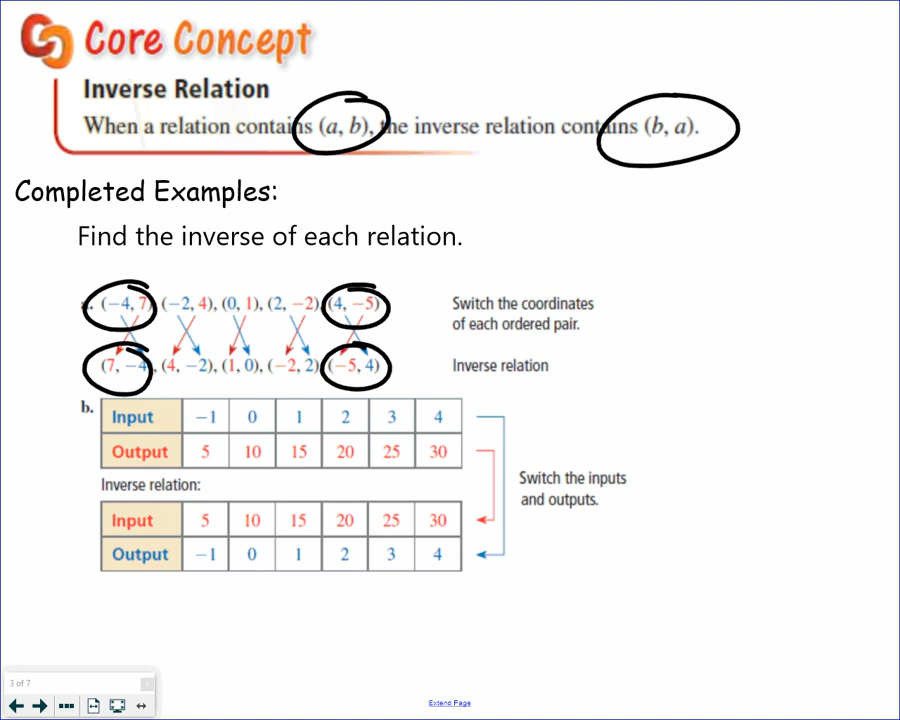 Core Concept
Inverse Relation
When a relation contains (a, b), the inverse relation contains (b, a).
Completed Examples:
Find the inverse of each relation.
(−4, 7), (−2, 4), (0, 1), (2, −2), (4, −5)
Switch the coordinates
of each ordered pair.
(7, −4), (4, −2), (1, 0), (−2, 2), (−5, 4)
Inverse relation
b.
Input −1 0 1 2 3 4
Output 5 10 15 20 25 30
Switch the inputs
and outputs.
Inverse relation:
Input 5 10 15 20 25 30
Output −1 0 1 2 3 4
3 of 7
Extend Page